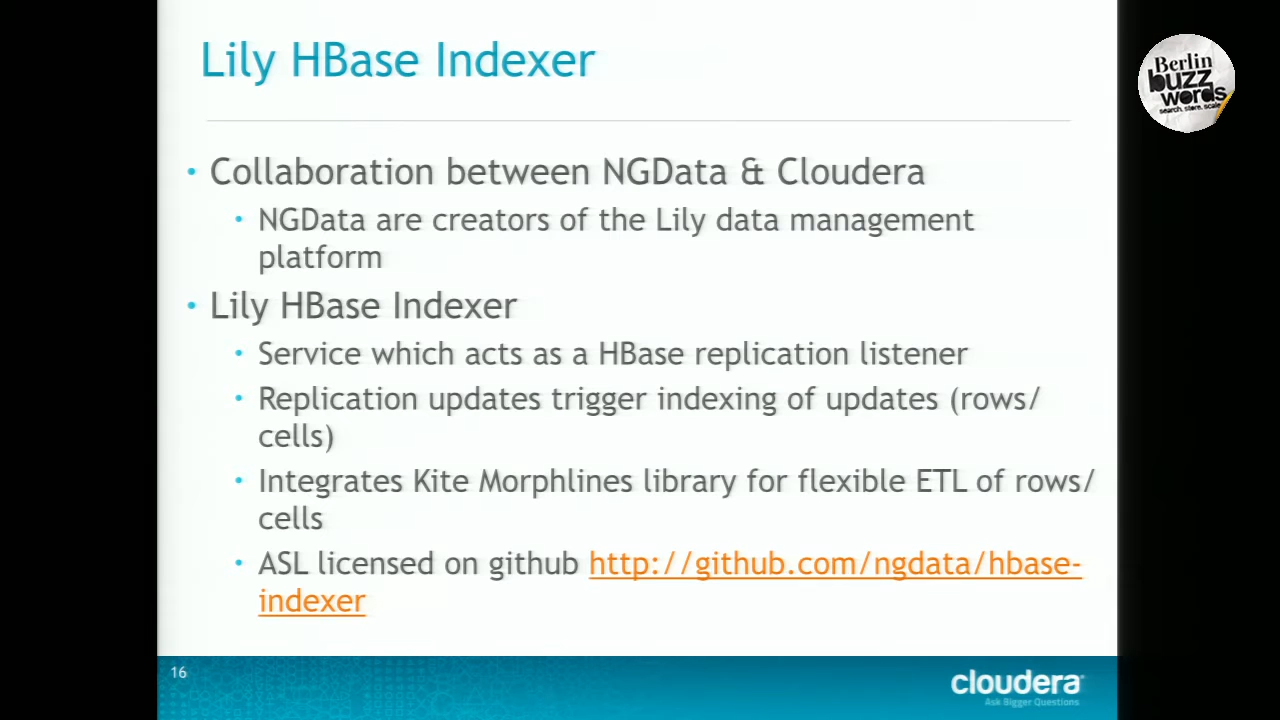 Lily HBase Indexer
Berlin
buzz
words
search. store. scale
• Collaboration between NGData & Cloudera
• NGData are creators of the Lily data management
platform
• Lily HBase Indexer
• Service which acts as a HBase replication listener
• Replication updates trigger indexing of updates (rows/
cells)
• Integrates Kite Morphlines library for flexible ETL of rows/
cells
• ASL licensed on github http://github.com/ngdata/hbase-
indexer
16
cloudera
Ask Bigger Questions